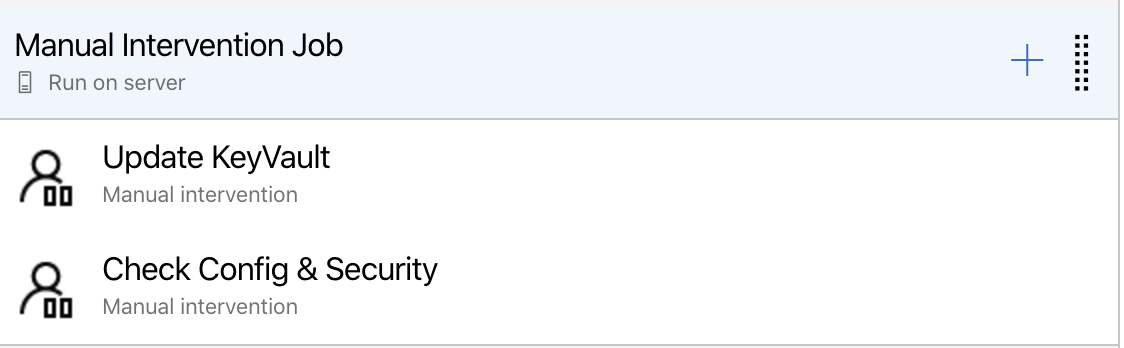 Manual Intervention Job
Run on server
Update KeyVault
Manual intervention
Check Config & Security
Manual intervention